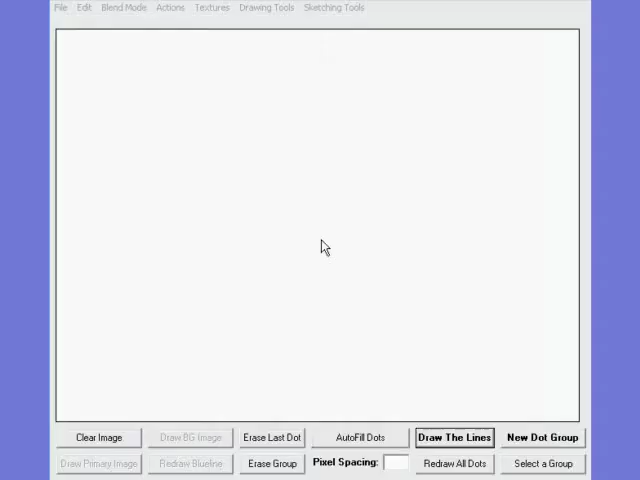 File Edit Blend Mode Actions Textures Drawing Tools Sketching Tools
Clear Image Draw BG Image Erase Last Dot AutoFill Dots Draw The Lines New Dot Group
Draw Primary Image Redraw Blueline Erase Group Pixel Spacing: Redraw All Dots Select a Group